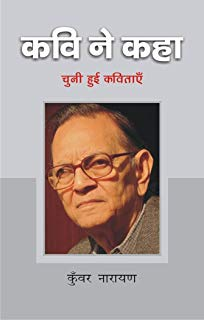 कवि ने कहा
चुनी हुई कविताएँ
कुँवर नारायण